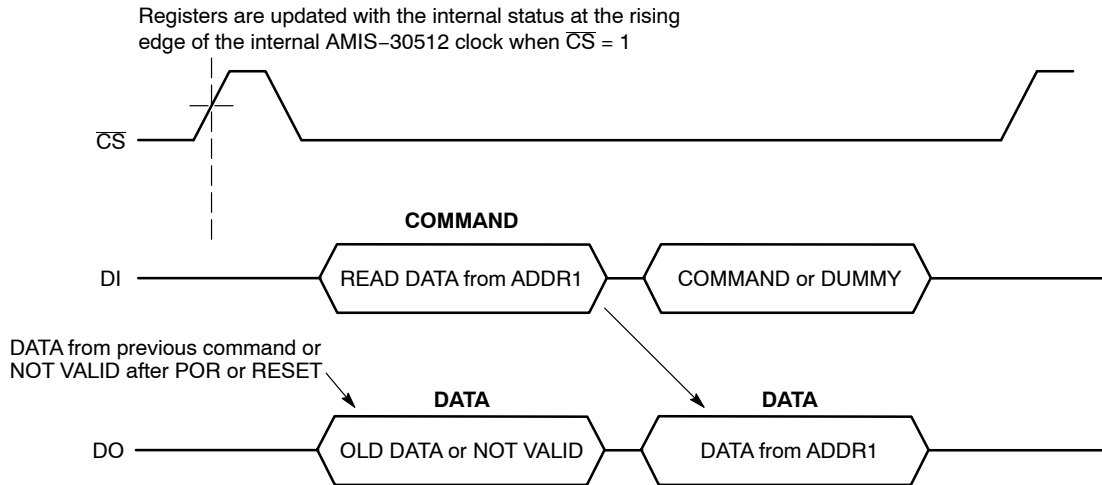 Registers are updated with the internal status at the rising
edge of the internal AMIS−30512 clock when C̅S̅ = 1
C̅S̅
COMMAND
DI
READ DATA from ADDR1
COMMAND or DUMMY
DATA from previous command or
NOT VALID after POR or RESET
DATA
DATA
DO
OLD DATA or NOT VALID
DATA from ADDR1